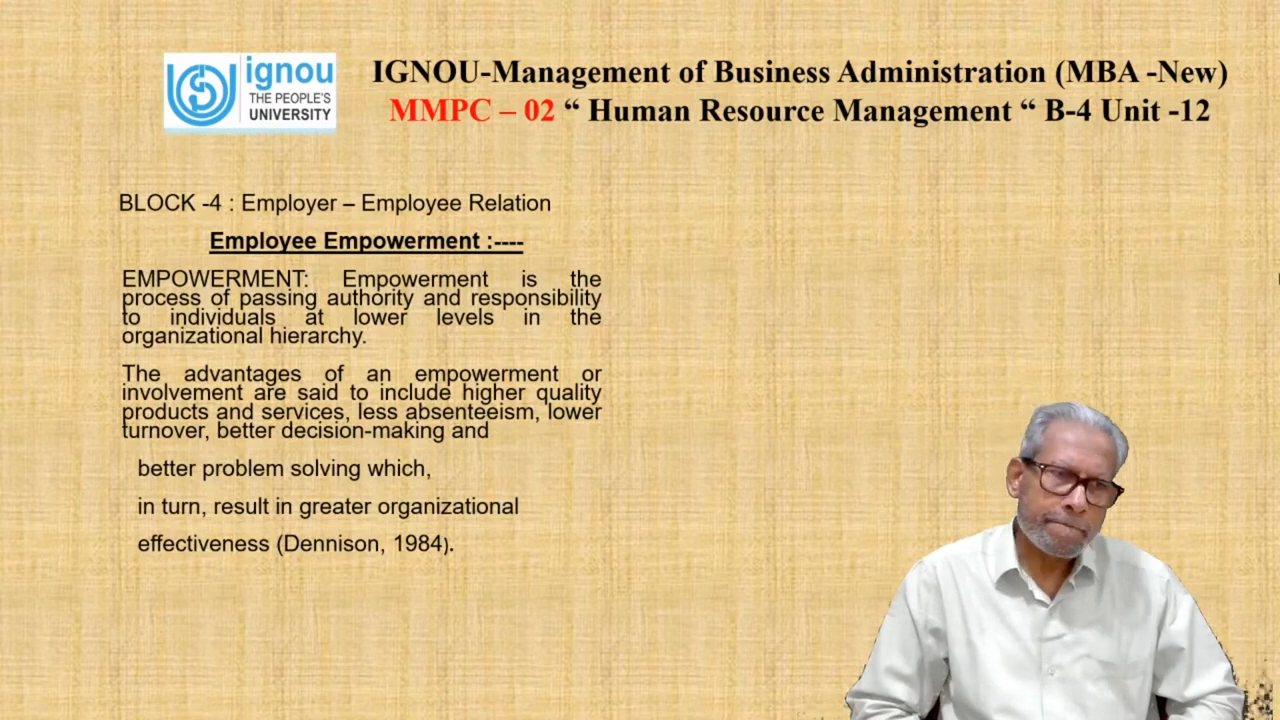 ignou
THE PEOPLE'S
UNIVERSITY
IGNOU-Management of Business Administration (MBA -New)
MMPC – 02 “ Human Resource Management “ B-4 Unit -12
BLOCK -4 : Employer – Employee Relation
Employee Empowerment :----
EMPOWERMENT: Empowerment is the
process of passing authority and responsibility
to individuals at lower levels in the
organizational hierarchy.
The advantages of an empowerment or
involvement are said to include higher quality
products and services, less absenteeism, lower
turnover, better decision-making and
better problem solving which,
in turn, result in greater organizational
effectiveness (Dennison, 1984).